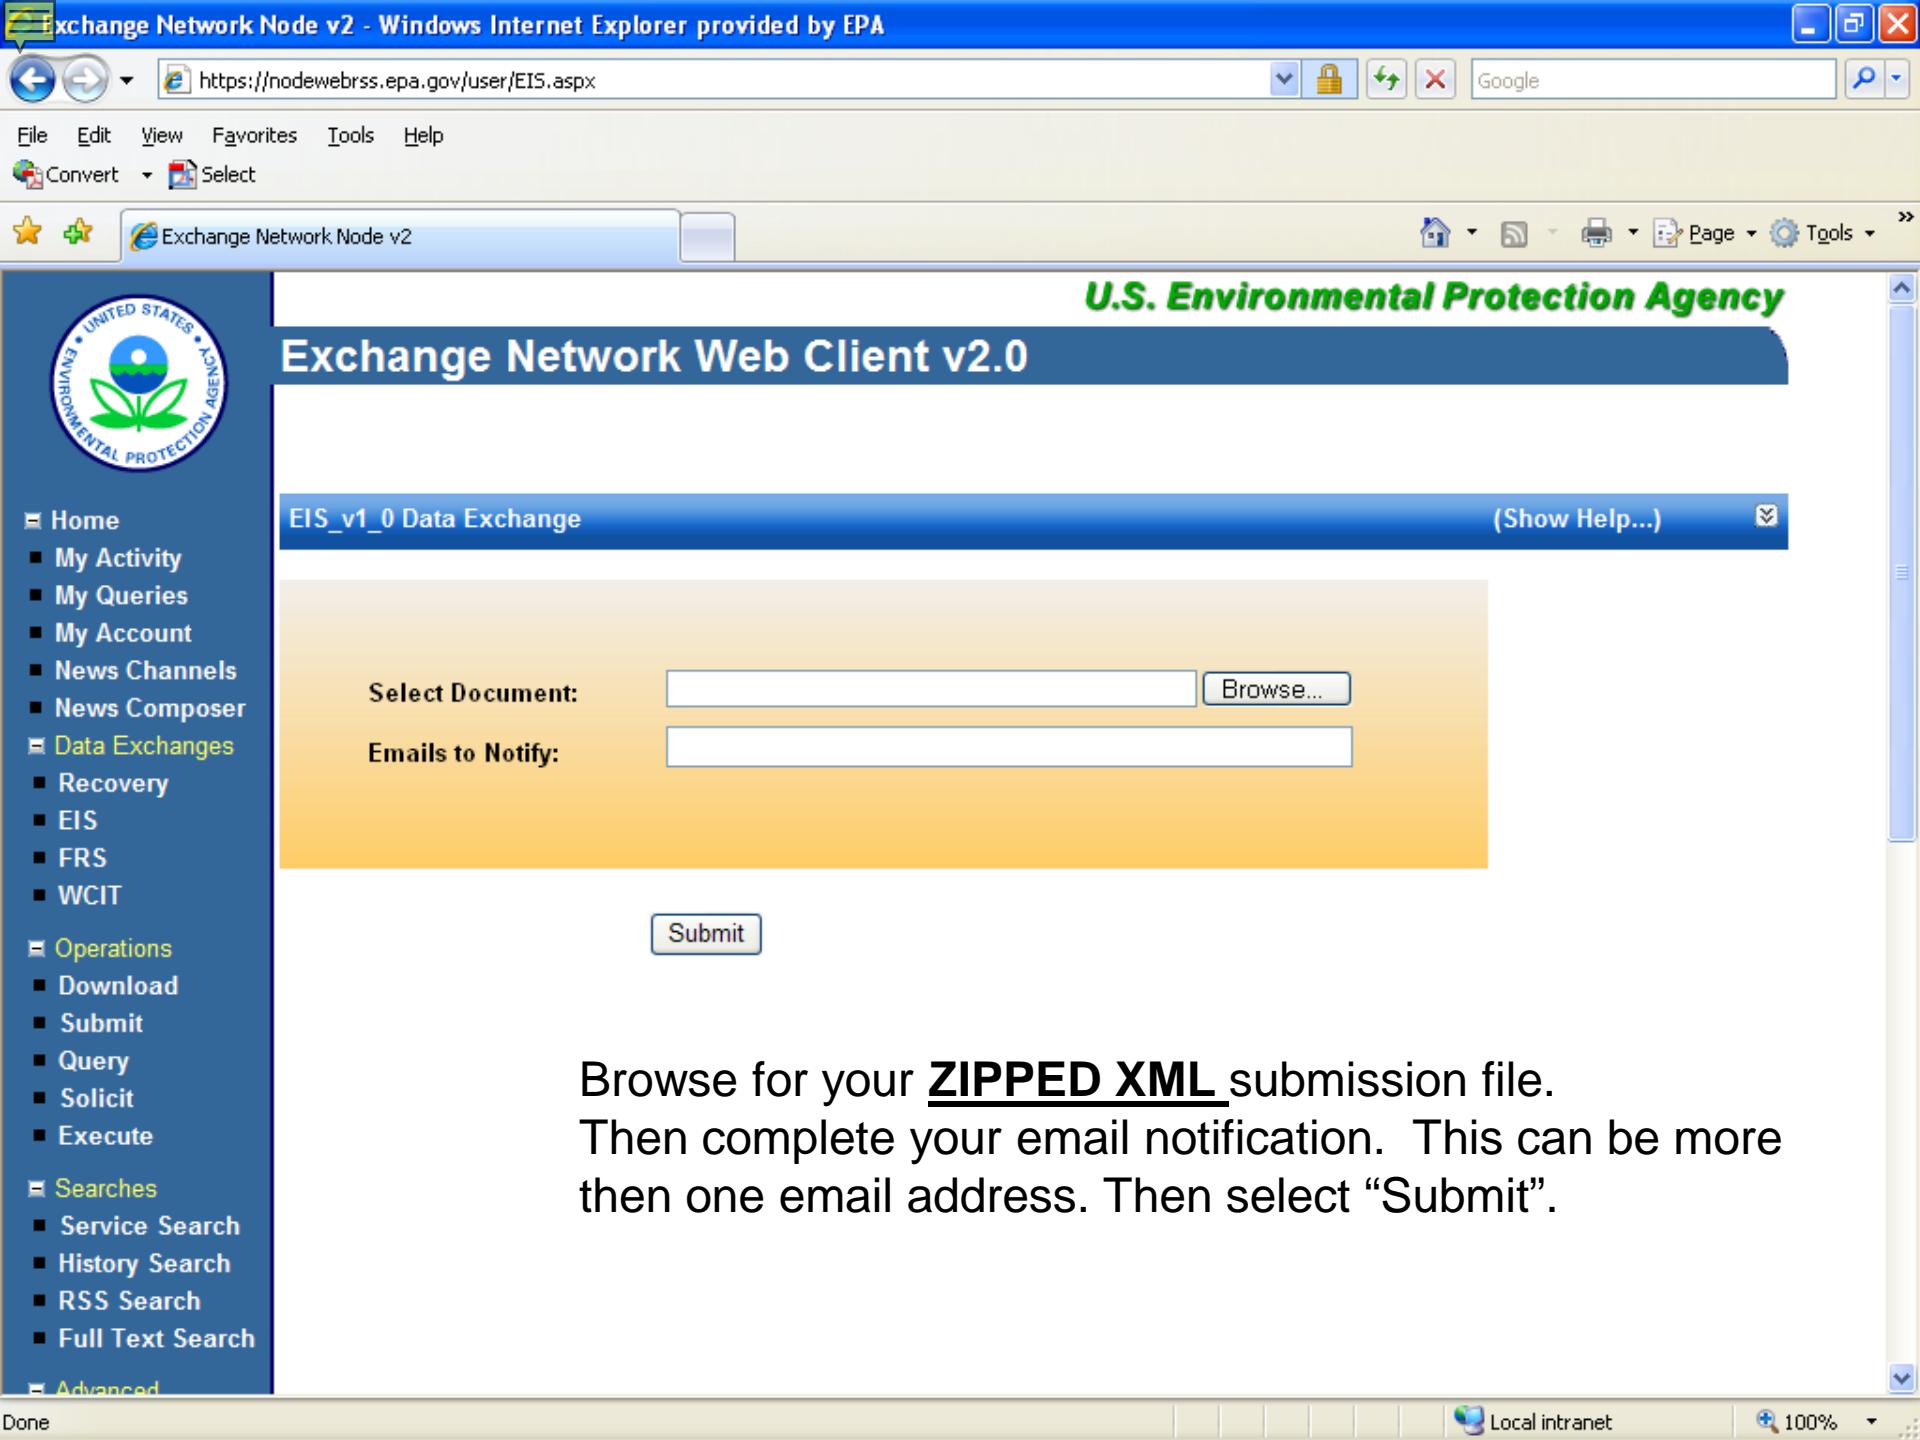 Exchange Network Node v2 - Windows Internet Explorer provided by EPA
https://nodewebrss.epa.gov/user/EIS.aspx
Google
File Edit View Favorites Tools Help
Convert Select
Exchange Network Node v2
Page Tools »
U.S. Environmental Protection Agency
UNITED STATES ENVIRONMENTAL PROTECTION AGENCY
Exchange Network Web Client v2.0
EIS_v1_0 Data Exchange (Show Help...)
Home
My Activity
My Queries
My Account
News Channels
News Composer
Data Exchanges
Recovery
EIS
FRS
WCIT
Operations
Download
Submit
Query
Solicit
Execute
Searches
Service Search
History Search
RSS Search
Full Text Search
Advanced
Select Document: Browse...
Emails to Notify:
Submit
Browse for your ZIPPED XML submission file.
Then complete your email notification. This can be more
then one email address. Then select “Submit”.
Done
Local intranet
100%